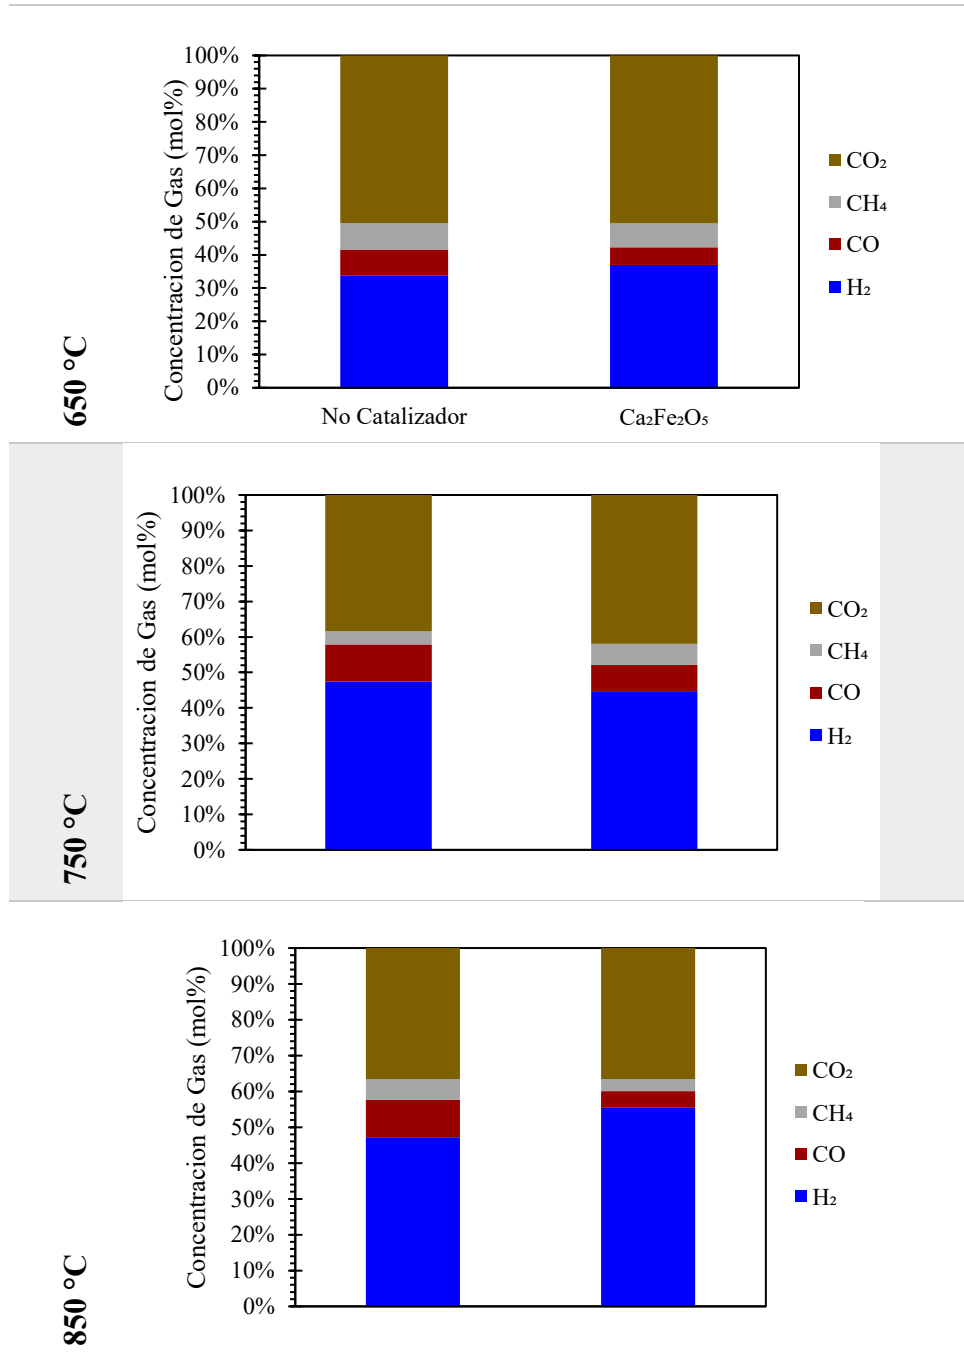 650 °C
Concentracion de Gas (mol%)
100%
90%
80%
70%
60%
50%
40%
30%
20%
10%
0%
No Catalizador
Ca₂Fe₂O₅
CO₂
CH₄
CO
H₂
750 °C
Concentracion de Gas (mol%)
100%
90%
80%
70%
60%
50%
40%
30%
20%
10%
0%
CO₂
CH₄
CO
H₂
850 °C
Concentracion de Gas (mol%)
100%
90%
80%
70%
60%
50%
40%
30%
20%
10%
0%
CO₂
CH₄
CO
H₂